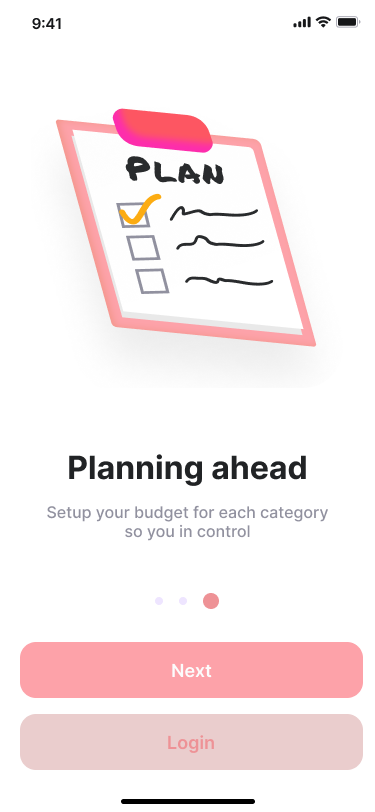 9:41
PLAN
Planning ahead
Setup your budget for each category
so you in control
Next
Login